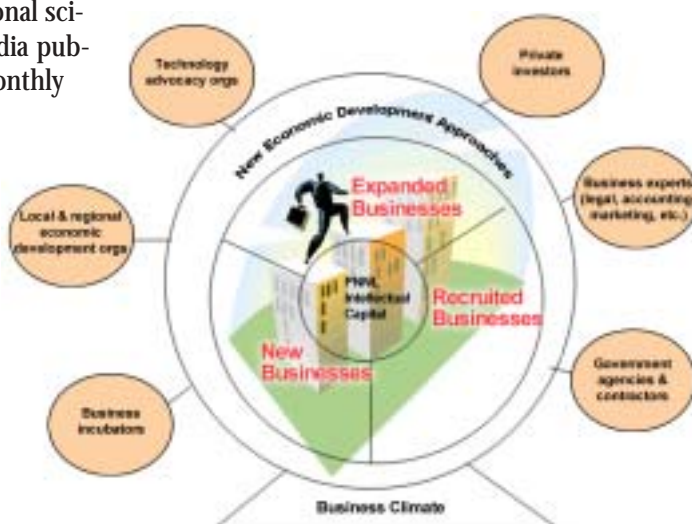 onal sci-
dia pub-
onthly
Technology
advocacy orgs
Private
investors
New Economic Development Approaches
Expanded
Businesses
Business experts
(legal, accounting,
marketing, etc.)
Local & regional
economic
development orgs
PNNL
Intellectual
Capital
Recruited
Businesses
New
Businesses
Government
agencies &
contractors
Business
incubators
Business Climate